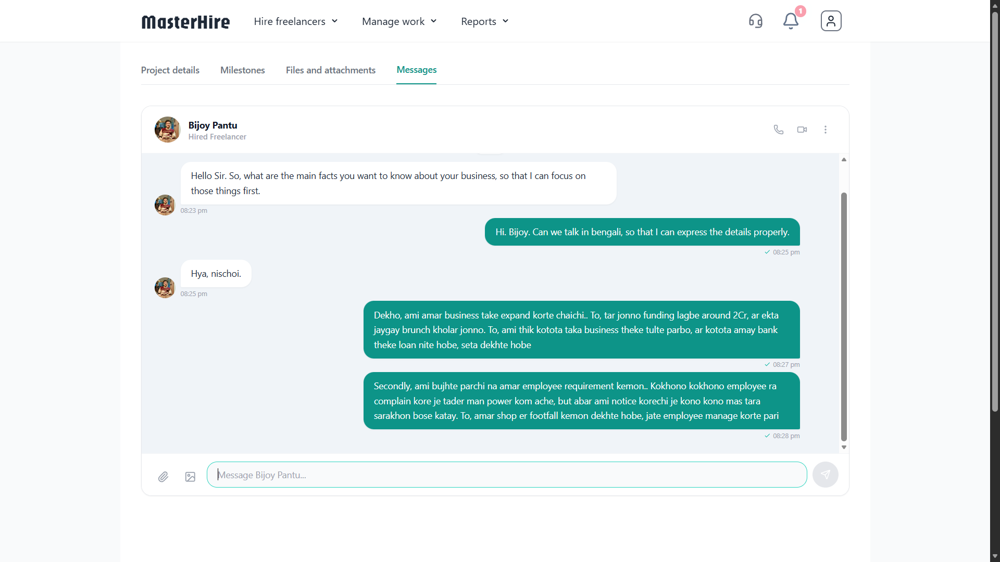 MasterHire
Hire freelancers
Manage work
Reports
1
Project details
Milestones
Files and attachments
Messages
Bijoy Pantu
Hired Freelancer
Hello Sir. So, what are the main facts you want to know about your business, so that I can focus on
those things first.
08:23 pm
Hi. Bijoy. Can we talk in bengali, so that I can express the details properly.
08:25 pm
Hya, nischoi.
08:25 pm
Dekho, ami amar business take expand korte chaichi.. To, tar jonno funding lagbe around 2Cr, ar ekta
jaygay brunch kholar jonno. To, ami thik kotota taka business theke tulte parbo, ar kotota amay bank
theke loan nite hobe, seta dekhte hobe
08:27 pm
Secondly, ami bujhte parchi na amar employee requirement kemon.. Kokhono kokhono employee ra
complain kore je tader man power kom ache, but abar ami notice korechi je kono kono mas tara
sarakhon bose katay. To, amar shop er footfall kemon dekhte hobe, jate employee manage korte pari
08:28 pm
Message Bijoy Pantu...